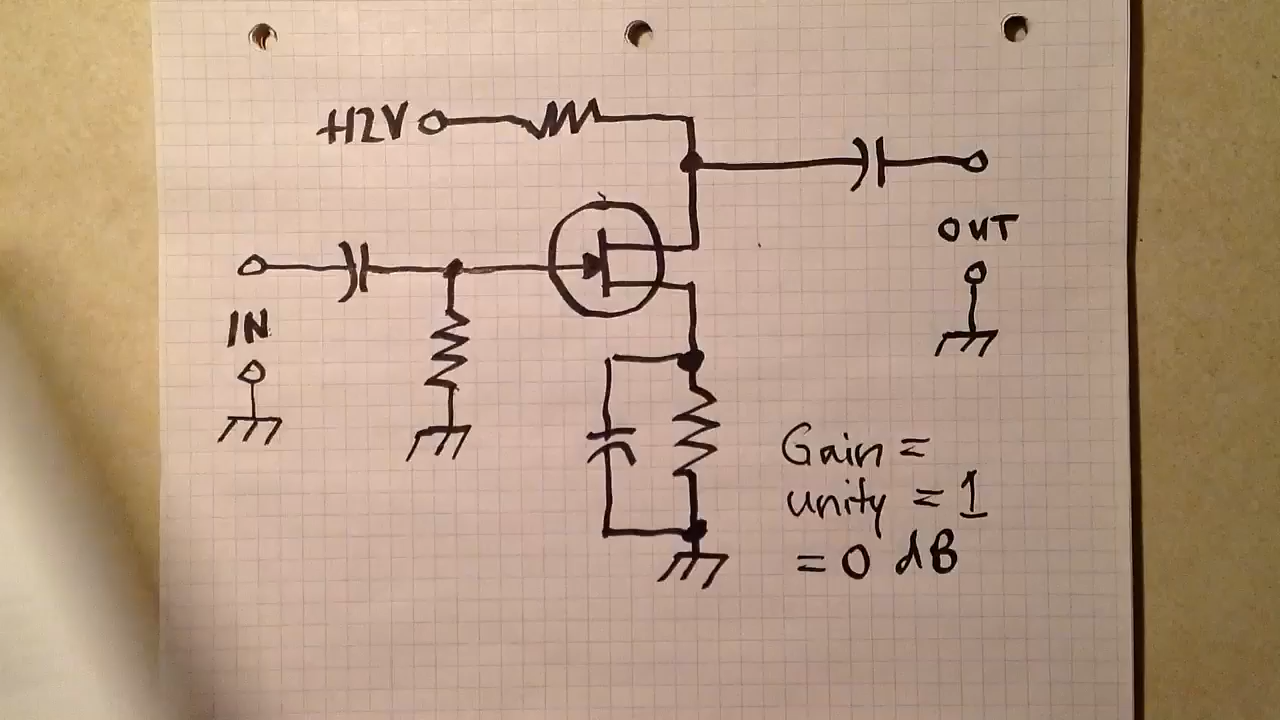 +12V
OUT
IN
Gain =
unity = 1
= 0 dB